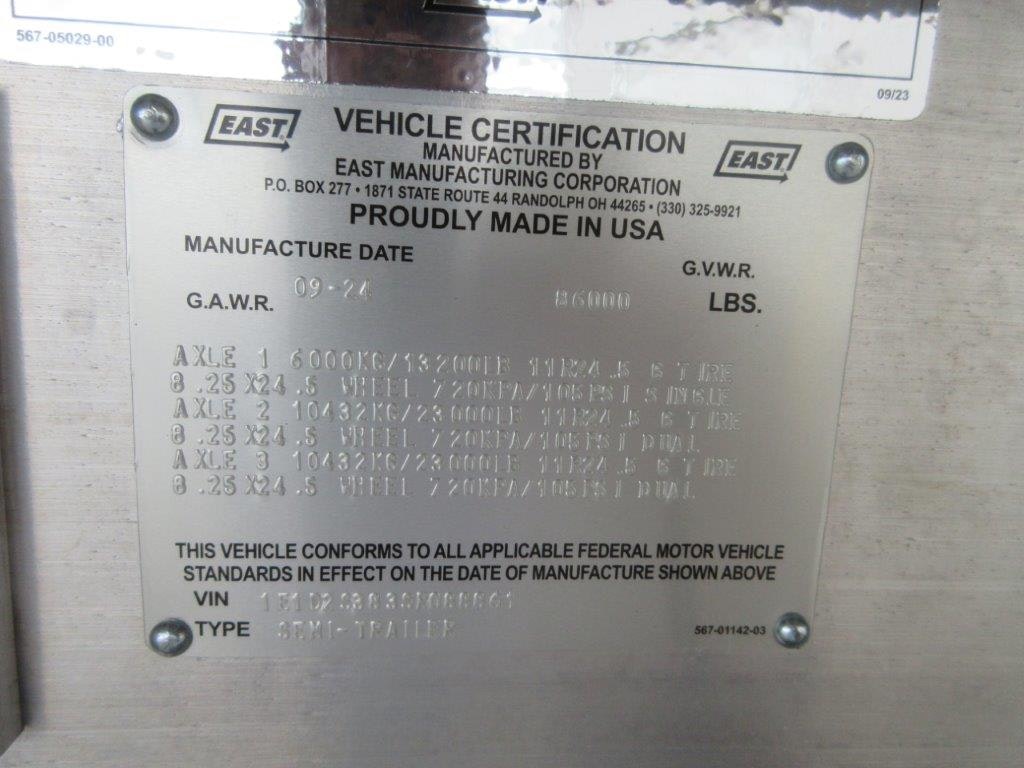 EAST
567-05029-00
09/23
EAST VEHICLE CERTIFICATION EAST
MANUFACTURED BY
EAST MANUFACTURING CORPORATION
P.O. BOX 277 • 1871 STATE ROUTE 44 RANDOLPH OH 44265 • (330) 325-9921
PROUDLY MADE IN USA
MANUFACTURE DATE
G.V.W.R.
09-24
86000 LBS.
G.A.W.R.
AXLE 1 6000KG/13200LB 11R24.5 G TIRE
8.25X24.5 WHEEL 720KPA/105PSI SINGLE
AXLE 2 10432KG/23000LB 11R24.5 G TIRE
8.25X24.5 WHEEL 720KPA/105PSI DUAL
AXLE 3 10432KG/23000LB 11R24.5 G TIRE
8.25X24.5 WHEEL 720KPA/105PSI DUAL
THIS VEHICLE CONFORMS TO ALL APPLICABLE FEDERAL MOTOR VEHICLE
STANDARDS IN EFFECT ON THE DATE OF MANUFACTURE SHOWN ABOVE
VIN
TYPE SEMI-TRAILER
567-01142-03